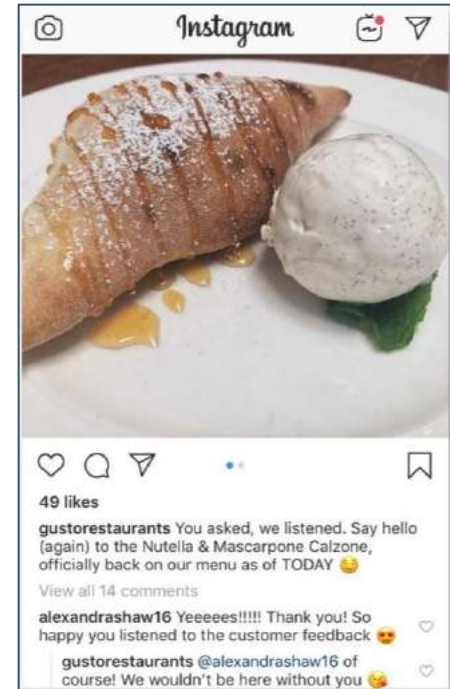 Instagram
49 likes
gustorestaurants You asked, we listened. Say hello
(again) to the Nutella & Mascarpone Calzone,
officially back on our menu as of TODAY 😊
View all 14 comments
alexandrashaw16 Yeeeees!!!!! Thank you! So
happy you listened to the customer feedback 😍
gustorestaurants @alexandrashaw16 of
course! We wouldn't be here without you 😘